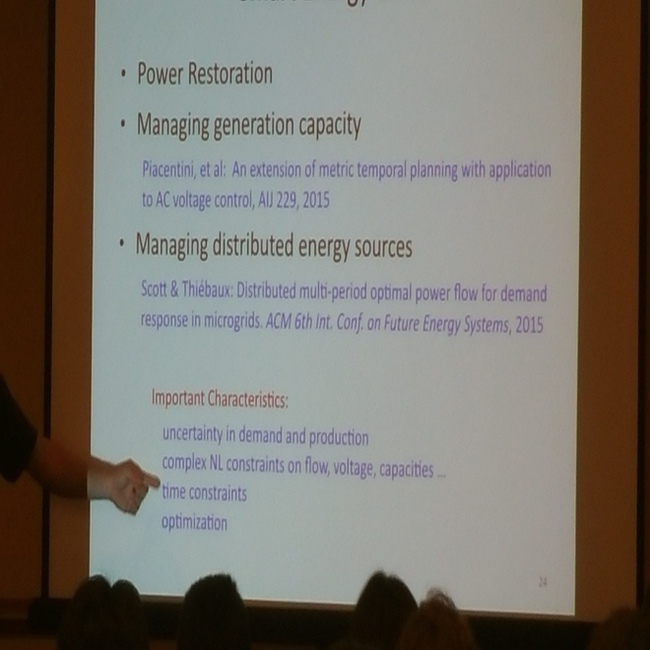 • Power Restoration
• Managing generation capacity
Piacentini, et al: An extension of metric temporal planning with application
to AC voltage control, AIJ 229, 2015
• Managing distributed energy sources
Scott & Thiébaux: Distributed multi-period optimal power flow for demand
response in microgrids. ACM 6th Int. Conf. on Future Energy Systems, 2015
Important Characteristics:
uncertainty in demand and production
complex NL constraints on flow, voltage, capacities ...
time constraints
optimization
24